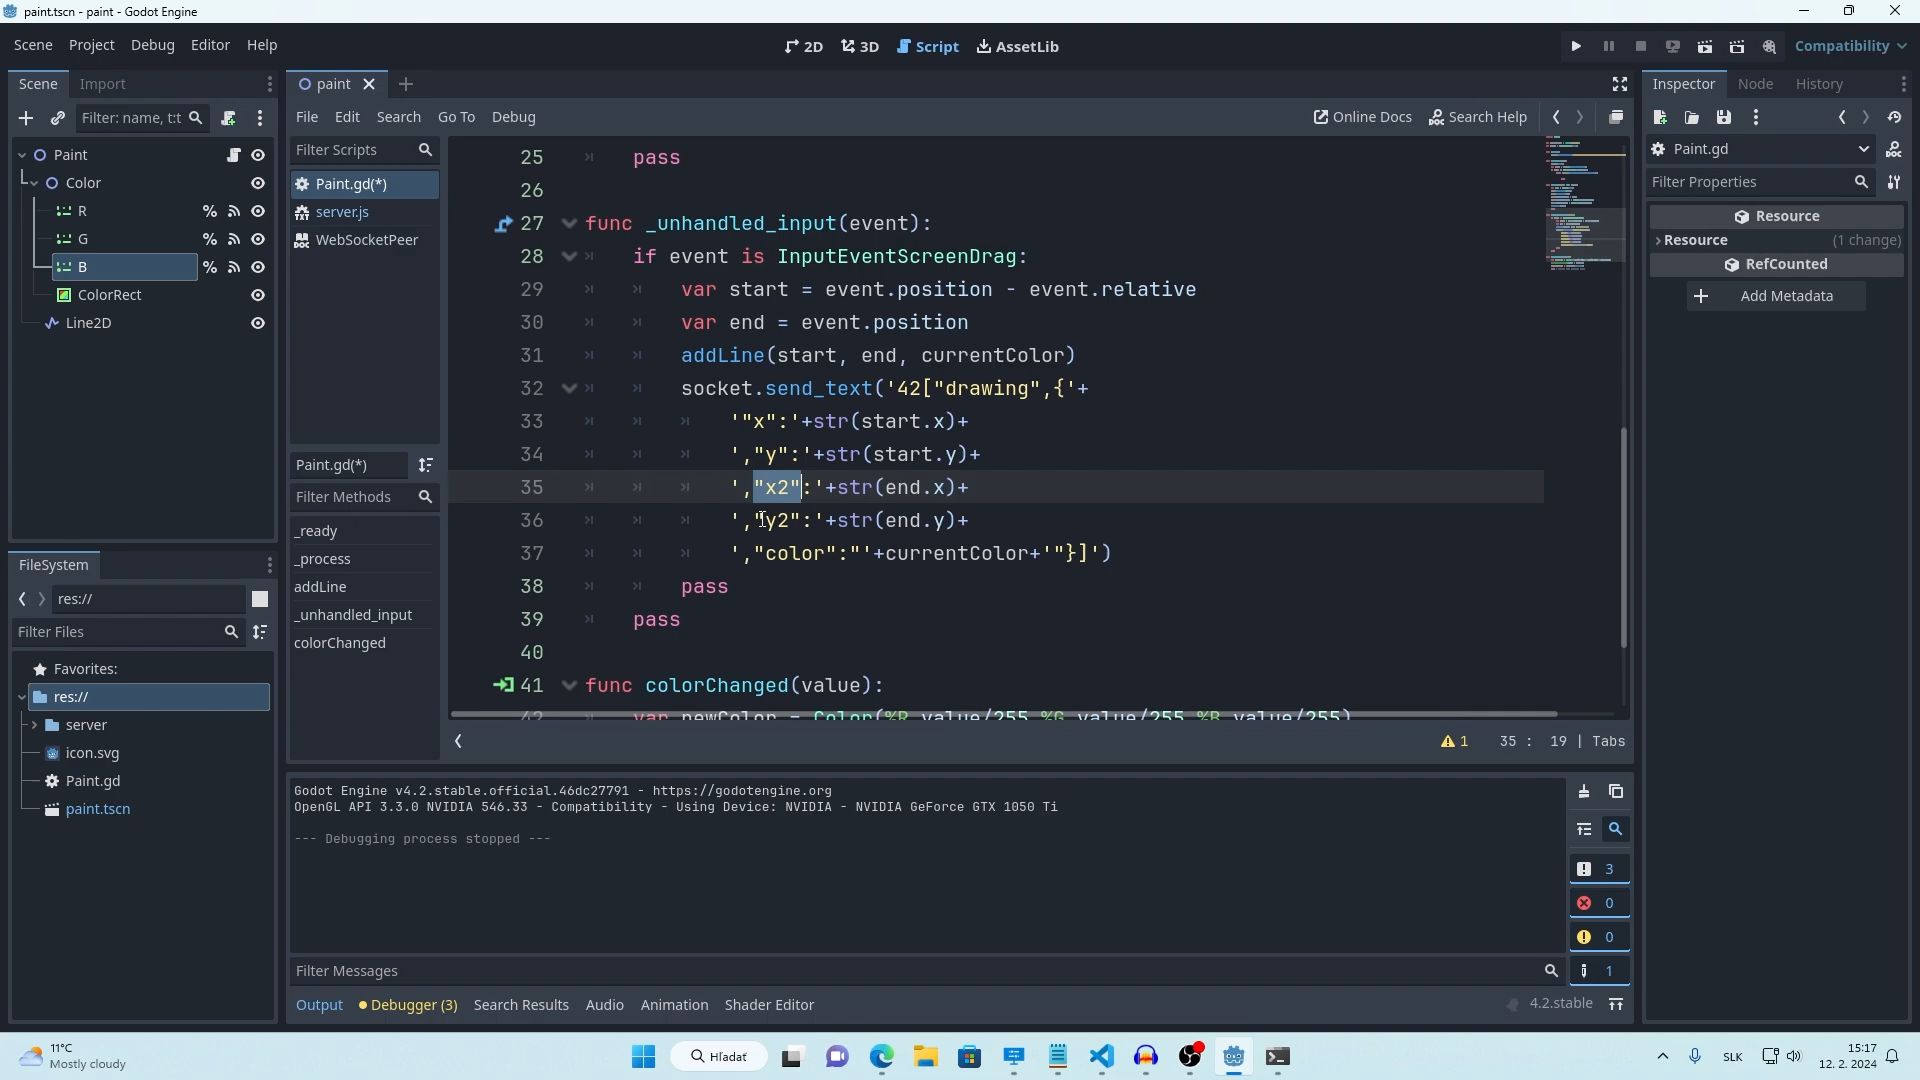 paint.tscn - paint - Godot Engine
Scene Project Debug Editor Help
2D 3D Script AssetLib
Compatibility
Scene Import
paint
Inspector Node History
Filter: name, t:t
File Edit Search Go To Debug
Online Docs Search Help
Paint
Color
R
G
B
ColorRect
Line2D
Filter Scripts
Paint.gd(*)
server.js
WebSocketPeer
Paint.gd(*)
Filter Methods
_ready
_process
addLine
_unhandled_input
colorChanged
25 pass
26
27 func _unhandled_input(event):
28 if event is InputEventScreenDrag:
29 var start = event.position - event.relative
30 var end = event.position
31 addLine(start, end, currentColor)
32 socket.send_text('42["drawing",{'+
33 '"x":'+str(start.x)+
34 ',"y":'+str(start.y)+
35 ',"x2":'+str(end.x)+
36 ',"y2":'+str(end.y)+
37 ',"color":"'+currentColor+'"}]')
38 pass
39 pass
40
41 func colorChanged(value):
42 var newColor = Color(%R.value/255,%G.value/255,%B.value/255)
1 35 : 19 | Tabs
Paint.gd
Filter Properties
Resource
Resource (1 change)
RefCounted
Add Metadata
FileSystem
res://
Filter Files
Favorites:
res://
server
icon.svg
Paint.gd
paint.tscn
Godot Engine v4.2.stable.official.46dc27791 - https://godotengine.org
OpenGL API 3.3.0 NVIDIA 546.33 - Compatibility - Using Device: NVIDIA - NVIDIA GeForce GTX 1050 Ti
--- Debugging process stopped ---
3
0
0
1
Filter Messages
Output Debugger (3) Search Results Audio Animation Shader Editor
4.2.stable
11°C
Mostly cloudy
Hľadať
SLK
15:17
12. 2. 2024